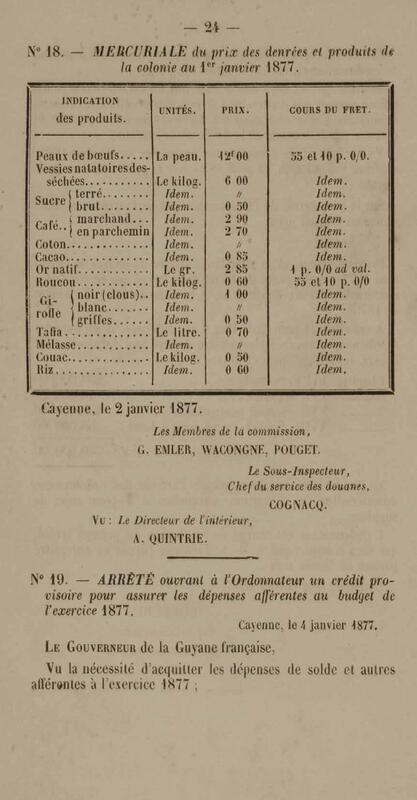 — 24 —
N° 18. — MERCURIALE du prix des denrées et produits de
la colonie au 1er janvier 1877.
INDICATION
des produits. UNITÉS. PRIX. COURS DU FRET.
Peaux de bœufs..... La peau. 12f 00 55 et 10 p. 0/0.
Vessies natatoires des-
séchées........... Le kilog. 6 00 Idem.
Sucre { terré........ Idem. // Idem.
{ brut........ Idem. 0 50 Idem.
Café.. { marchand... Idem. 2 90 Idem.
{ en parchemin Idem. 2 70 Idem.
Coton.............. Idem. // Idem.
Cacao.............. Idem. 0 85 Idem.
Or natif............ Le gr. 2 85 1 p. 0/0 ad val.
Roucou............. Le kilog. 0 60 55 et 10 p. 0/0
Gi-rofle { noir (clous).. Idem. 1 00 Idem.
{ blanc........ Idem. // Idem.
{ griffes...... Idem. 0 50 Idem.
Tafia .............. Le litre. 0 70 Idem.
Mélasse............ Idem. // Idem.
Couac.............. Le kilog. 0 50 Idem.
Riz................ Idem. 0 60 Idem.
Cayenne, le 2 janvier 1877.
Les Membres de la commission,
G. EMLER, WACONGNE, POUGET.
Le Sous-Inspecteur,
Chef du service des douanes,
COGNACQ.
Vu : Le Directeur de l'intérieur,
A. QUINTRIE.
N° 19. — ARRÊTÉ ouvrant à l'Ordonnateur un crédit pro-
visoire pour assurer les dépenses afférentes au budget de
l'exercice 1877.
Cayenne, le 4 janvier 1877.
LE GOUVERNEUR de la Guyane française,
Vu la nécessité d'acquitter les dépenses de solde et autres
afférentes à l'exercice 1877 ;